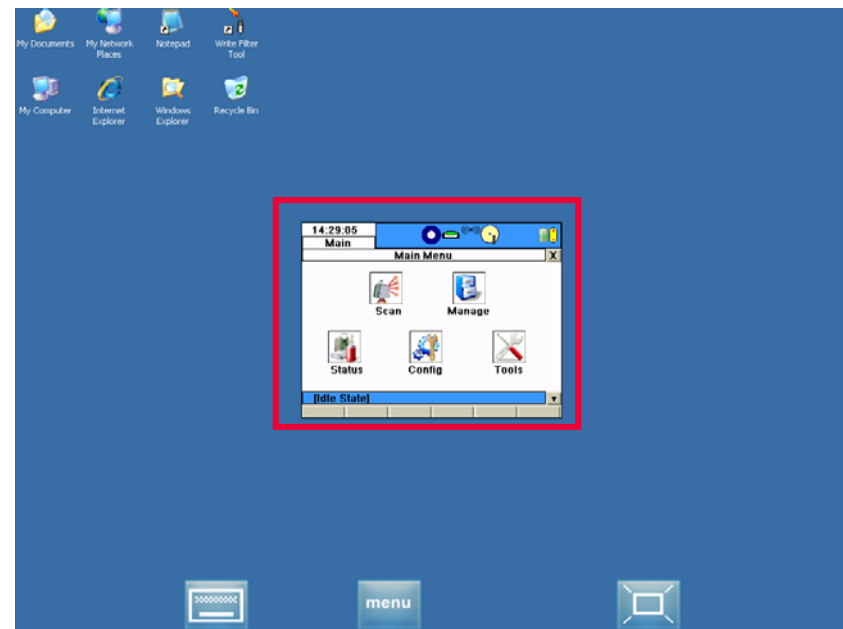 My Documents
My Network
Places
Notepad
Write Filter
Tool
My Computer
Internet
Explorer
Windows
Explorer
Recycle Bin
14:29:05
Main
Main Menu
X
Scan
Manage
Status
Config
Tools
[Idle State]
menu